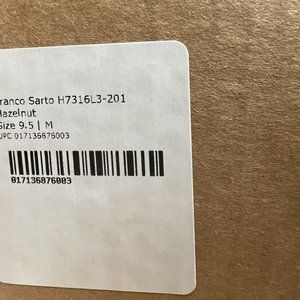 ranco Sarto H7316L3-201
Hazelnut
Size 9.5 | M
UPC 017136876003
017136876003